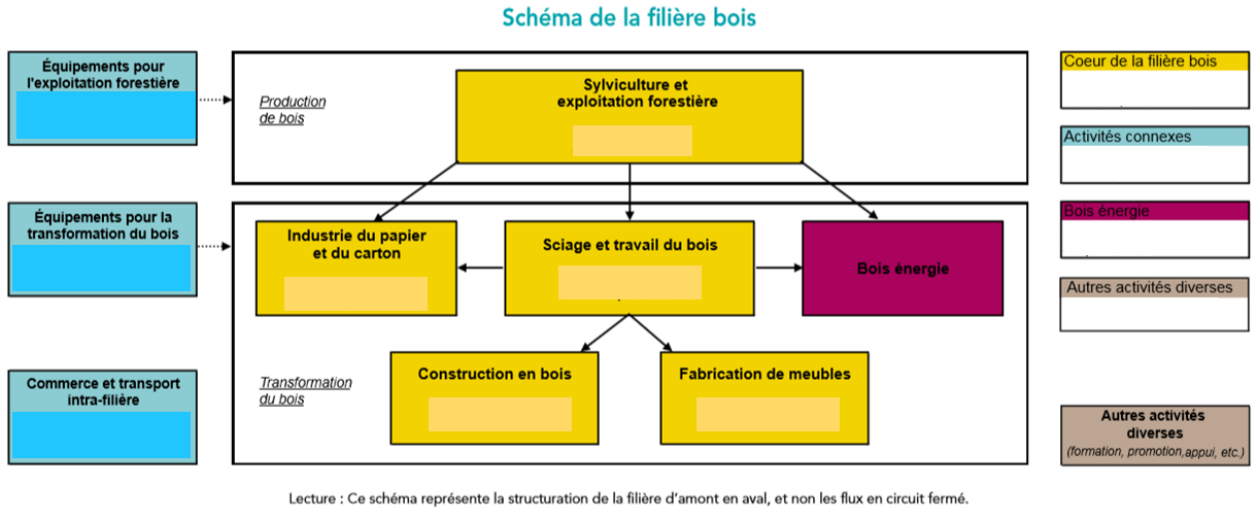 Schéma de la filière bois
Équipements pour
l'exploitation forestière
Production
de bois
Sylviculture et
exploitation forestière
Coeur de la filière bois
Activités connexes
Équipements pour la
transformation du bois
Industrie du papier
et du carton
Sciage et travail du bois
Bois énergie
Bois énergie
Autres activités diverses
Commerce et transport
intra-filière
Transformation
du bois
Construction en bois
Fabrication de meubles
Autres activités
diverses
(formation, promotion,appui, etc.)
Lecture : Ce schéma représente la structuration de la filière d'amont en aval, et non les flux en circuit fermé.